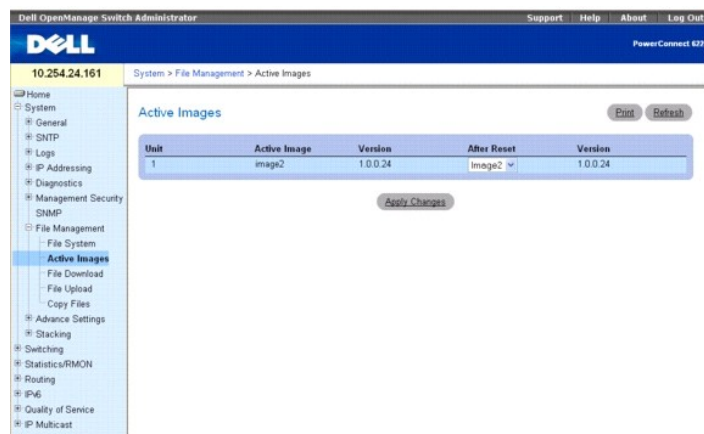 Dell OpenManage Switch Administrator
Support Help About Log Out
DELL
PowerConnect 622
10.254.24.161
System > File Management > Active Images
Home
System
General
SNTP
Logs
IP Addressing
Diagnostics
Management Security
SNMP
File Management
File System
Active Images
File Download
File Upload
Copy Files
Advance Settings
Stacking
Switching
Statistics/RMON
Routing
IPv6
Quality of Service
IP Multicast
Active Images
Print Refresh
Unit Active Image Version After Reset Version
1 image2 1.0.0.24 Image2 1.0.0.24
Apply Changes